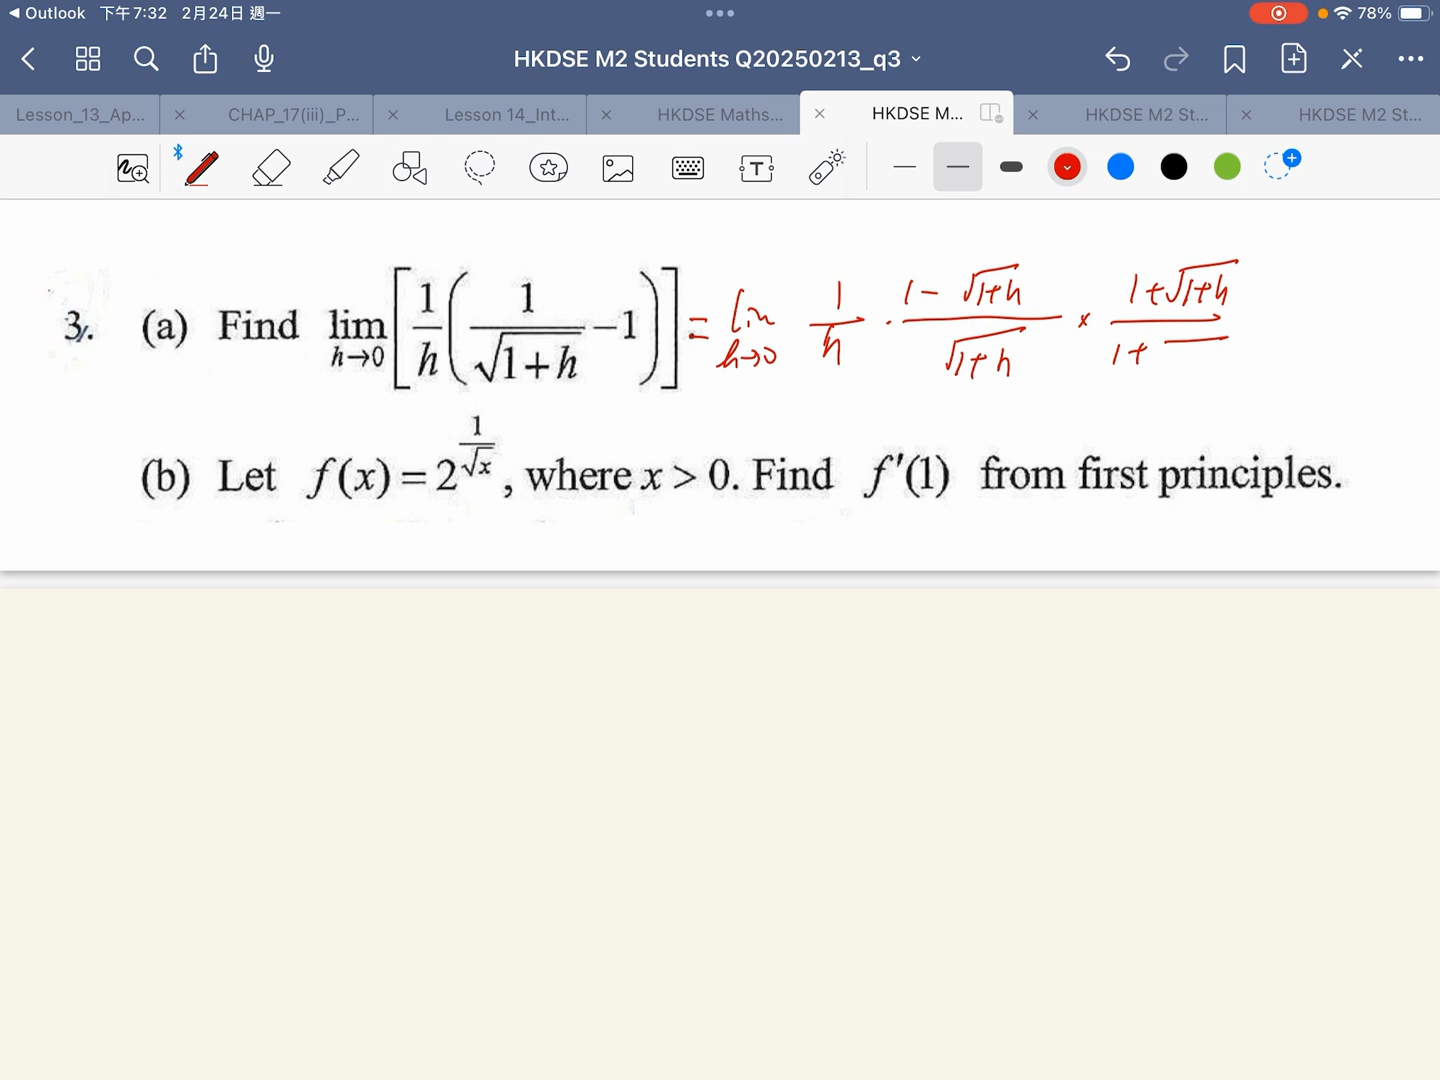 Outlook 下午7:32 2月24日 週一 78%
HKDSE M2 Students Q20250213_q3
Lesson_13_Ap... CHAP_17(iii)_P... Lesson 14_Int... HKDSE Maths... HKDSE M... HKDSE M2 St... HKDSE M2 St...
3. (a) Find lim_{h→0} [1/h (1/√(1+h) − 1)] = lim_{h→0} 1/h · (1 − √(1+h))/√(1+h) × (1+√(1+h))/(1+ ―)
(b) Let f(x) = 2^{1/√x}, where x > 0. Find f′(1) from first principles.